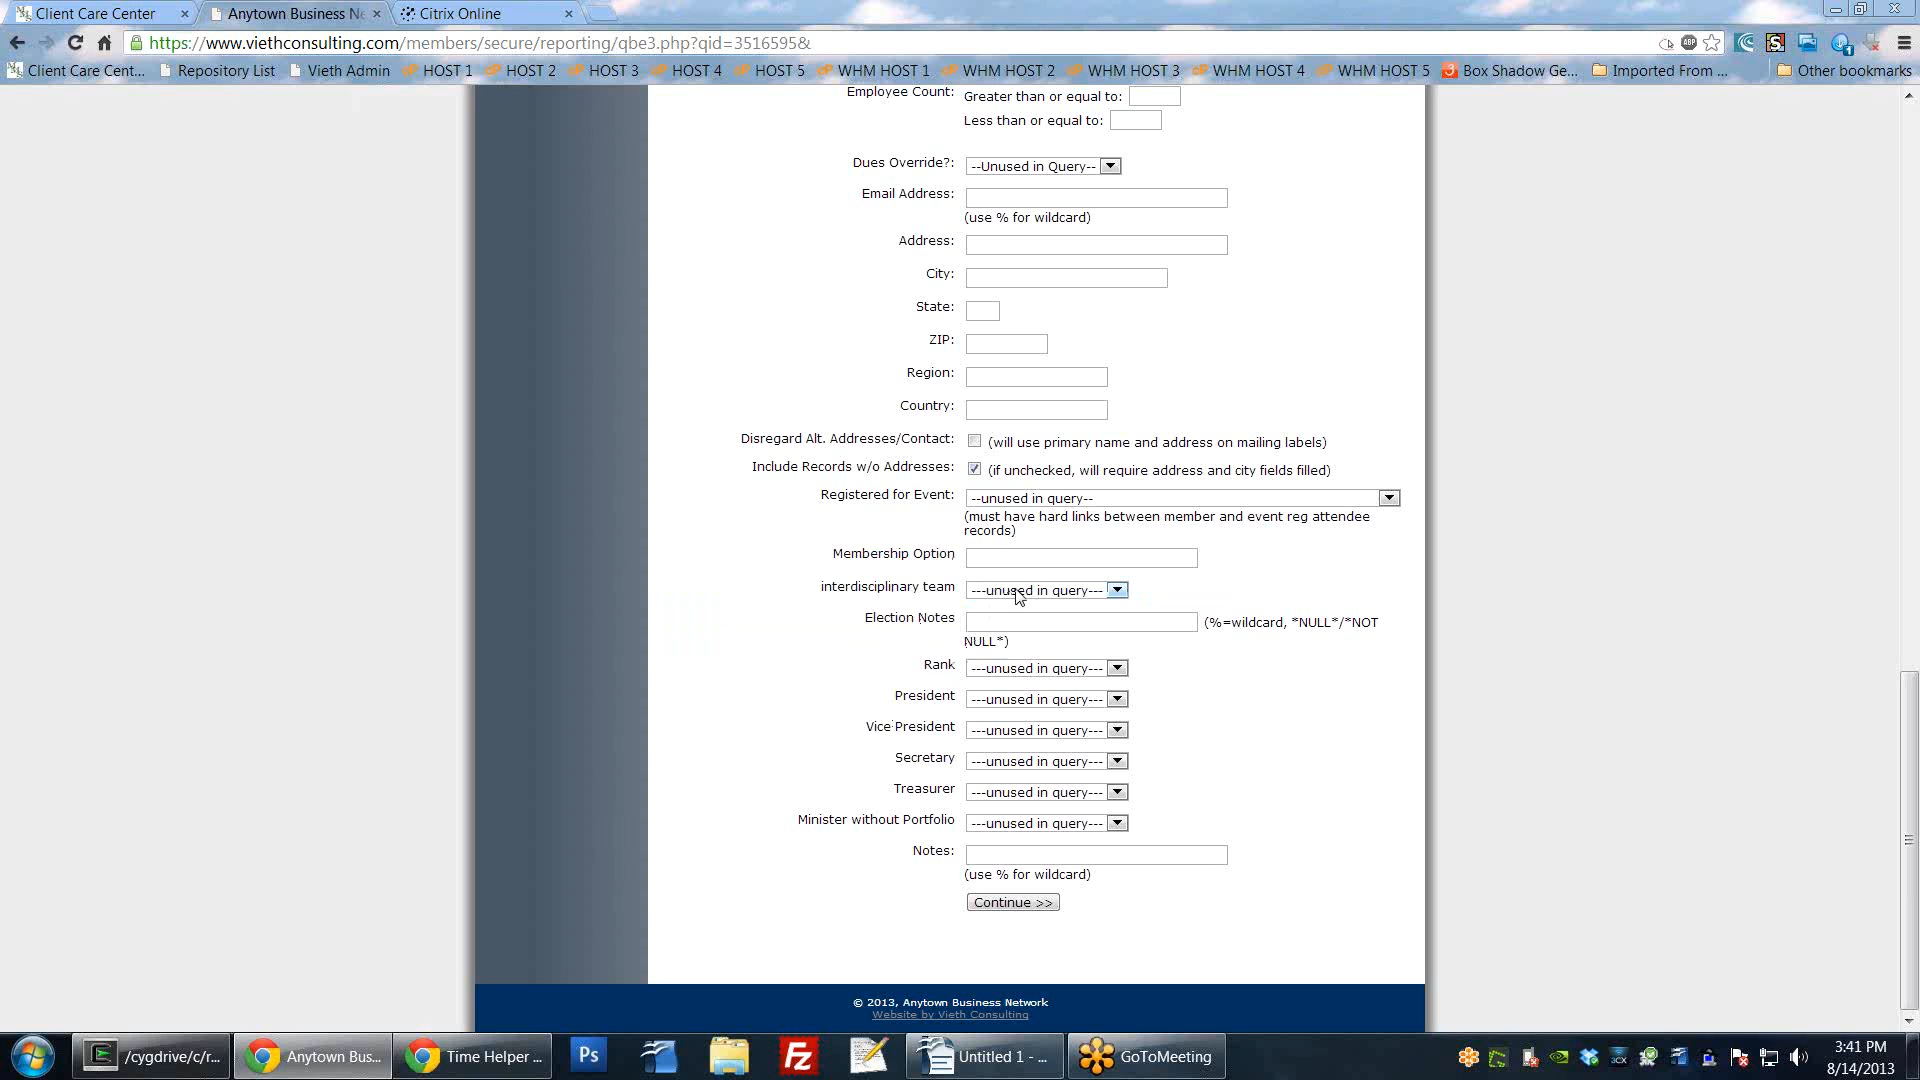 Client Care Center
Anytown Business Ne
Citrix Online
https://www.viethconsulting.com/members/secure/reporting/qbe3.php?qid=3516595&
ABP
1
Client Care Cent...
Repository List
Vieth Admin
HOST 1
HOST 2
HOST 3
HOST 4
HOST 5
WHM HOST 1
WHM HOST 2
WHM HOST 3
WHM HOST 4
WHM HOST 5
Box Shadow Ge...
Imported From ...
Other bookmarks
Employee Count:
Greater than or equal to:
Less than or equal to:
Dues Override?: --Unused in Query--
Email Address:
(use % for wildcard)
Address:
City:
State:
ZIP:
Region:
Country:
Disregard Alt. Addresses/Contact: (will use primary name and address on mailing labels)
Include Records w/o Addresses: (if unchecked, will require address and city fields filled)
Registered for Event: --unused in query--
(must have hard links between member and event reg attendee
records)
Membership Option
interdisciplinary team ---unused in query---
Election Notes (%=wildcard, *NULL*/*NOT
NULL*)
Rank ---unused in query---
President ---unused in query---
Vice President ---unused in query---
Secretary ---unused in query---
Treasurer ---unused in query---
Minister without Portfolio ---unused in query---
Notes:
(use % for wildcard)
Continue >>
© 2013, Anytown Business Network
Website by Vieth Consulting
/cygdrive/c/r...
Anytown Bus...
Time Helper ...
Ps
Fz
Untitled 1 - ...
GoToMeeting
3CX
3:41 PM
8/14/2013